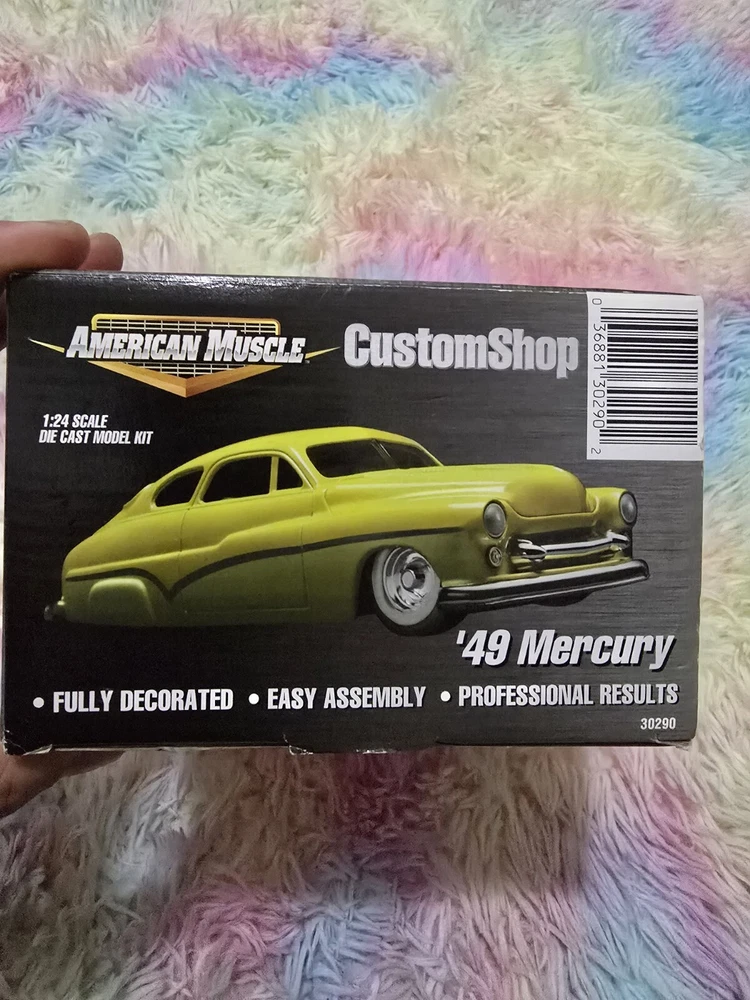 AMERICAN MUSCLE CustomShop
1:24 SCALE
DIE CAST MODEL KIT
0 36881 30290 2
'49 Mercury
• FULLY DECORATED • EASY ASSEMBLY • PROFESSIONAL RESULTS
30290